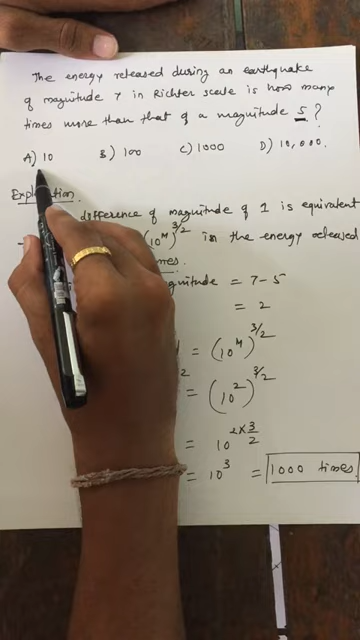 The energy released during an earthquake
of magnitude 7 in Richter scale is how many
times more than that of a magnitude 5 ?
A) 10 B) 100 C) 1000 D) 10,000.
Explanation
difference of magnitude of 1 is equivalent
(10^M)^3/2 in the energy released
times.
magnitude = 7-5
= 2
= (10^M)^3/2
2 = (10^2)^3/2
= 10^2×3/2
= 10^3 = 1000 times